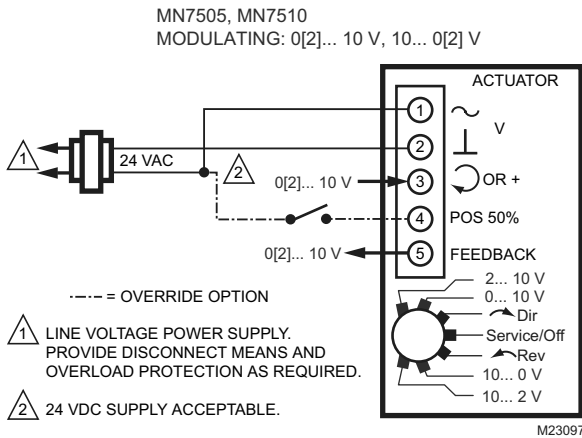 MN7505, MN7510
MODULATING: 0[2]... 10 V, 10... 0[2] V
ACTUATOR
1
V
2
1
24 VAC
2
0[2]... 10 V
3
OR +
4
POS 50%
0[2]... 10 V
5
FEEDBACK
2... 10 V
0... 10 V
Dir
Service/Off
Rev
10... 0 V
10... 2 V
= OVERRIDE OPTION
1 LINE VOLTAGE POWER SUPPLY.
PROVIDE DISCONNECT MEANS AND
OVERLOAD PROTECTION AS REQUIRED.
2 24 VDC SUPPLY ACCEPTABLE.
M23097